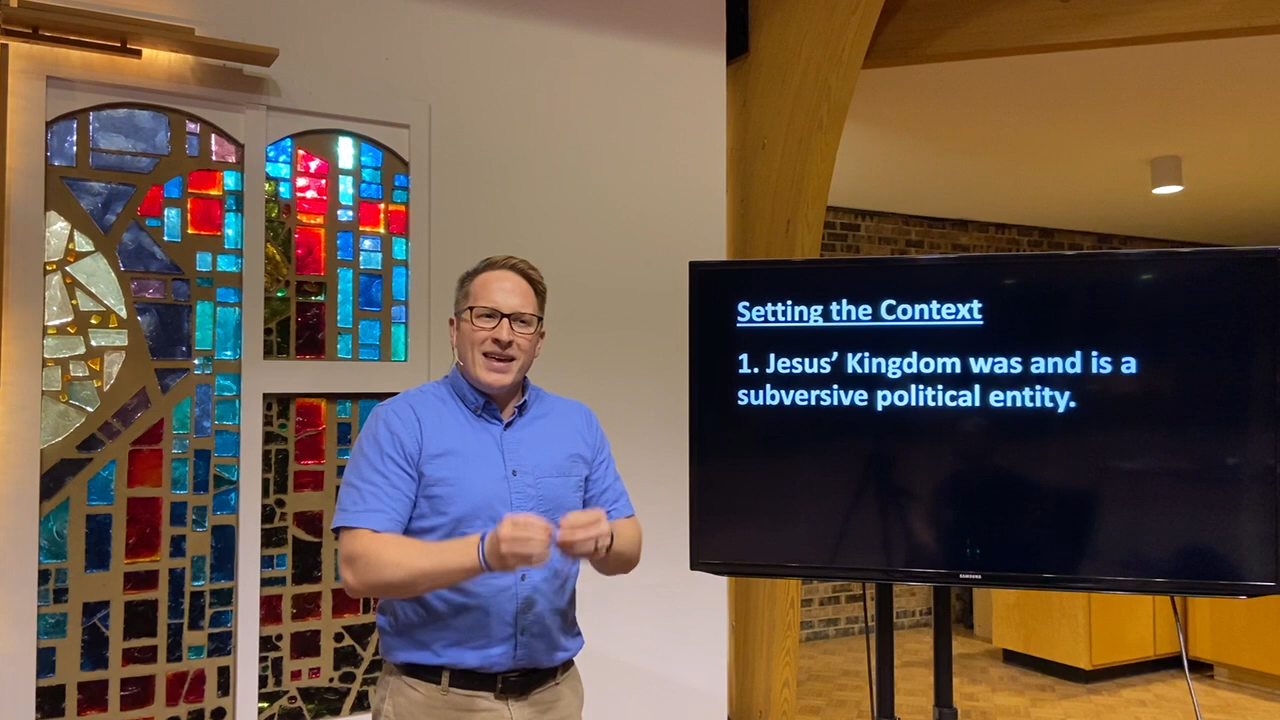 Setting the Context
1. Jesus’ Kingdom was and is a
subversive political entity.
SAMSUNG